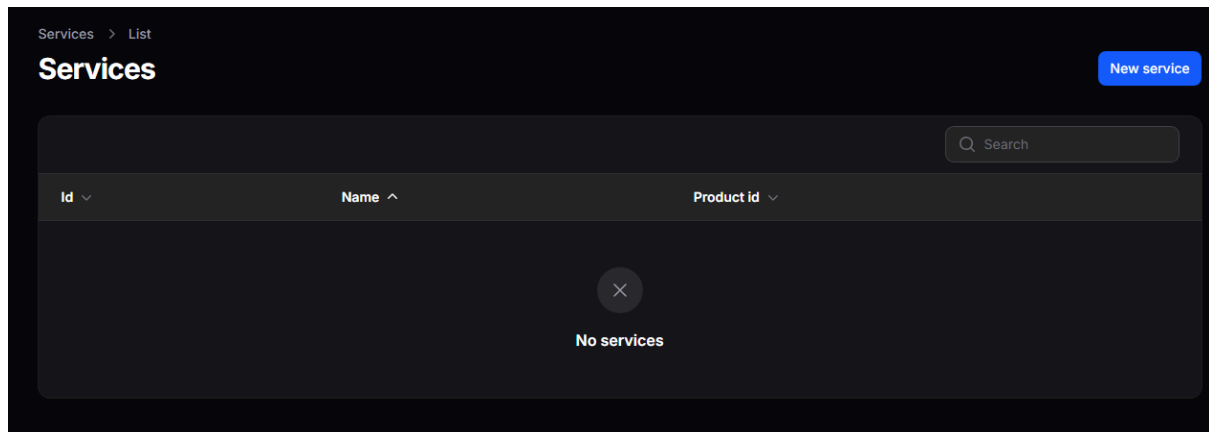 Services > List
Services
New service
Search
Id
Name
Product id
No services